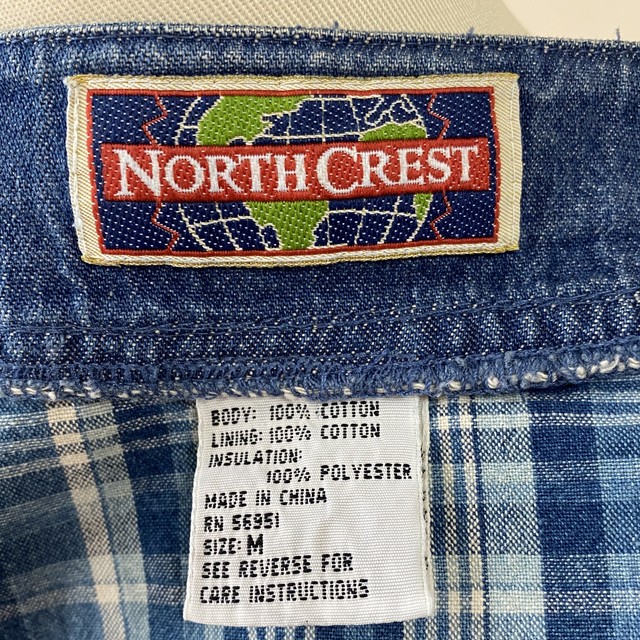 NORTH CREST
BODY: 100% COTTON
LINING: 100% COTTON
INSULATION:
100% POLYESTER
MADE IN CHINA
RN 56951
SIZE: M
SEE REVERSE FOR
CARE INSTRUCTIONS